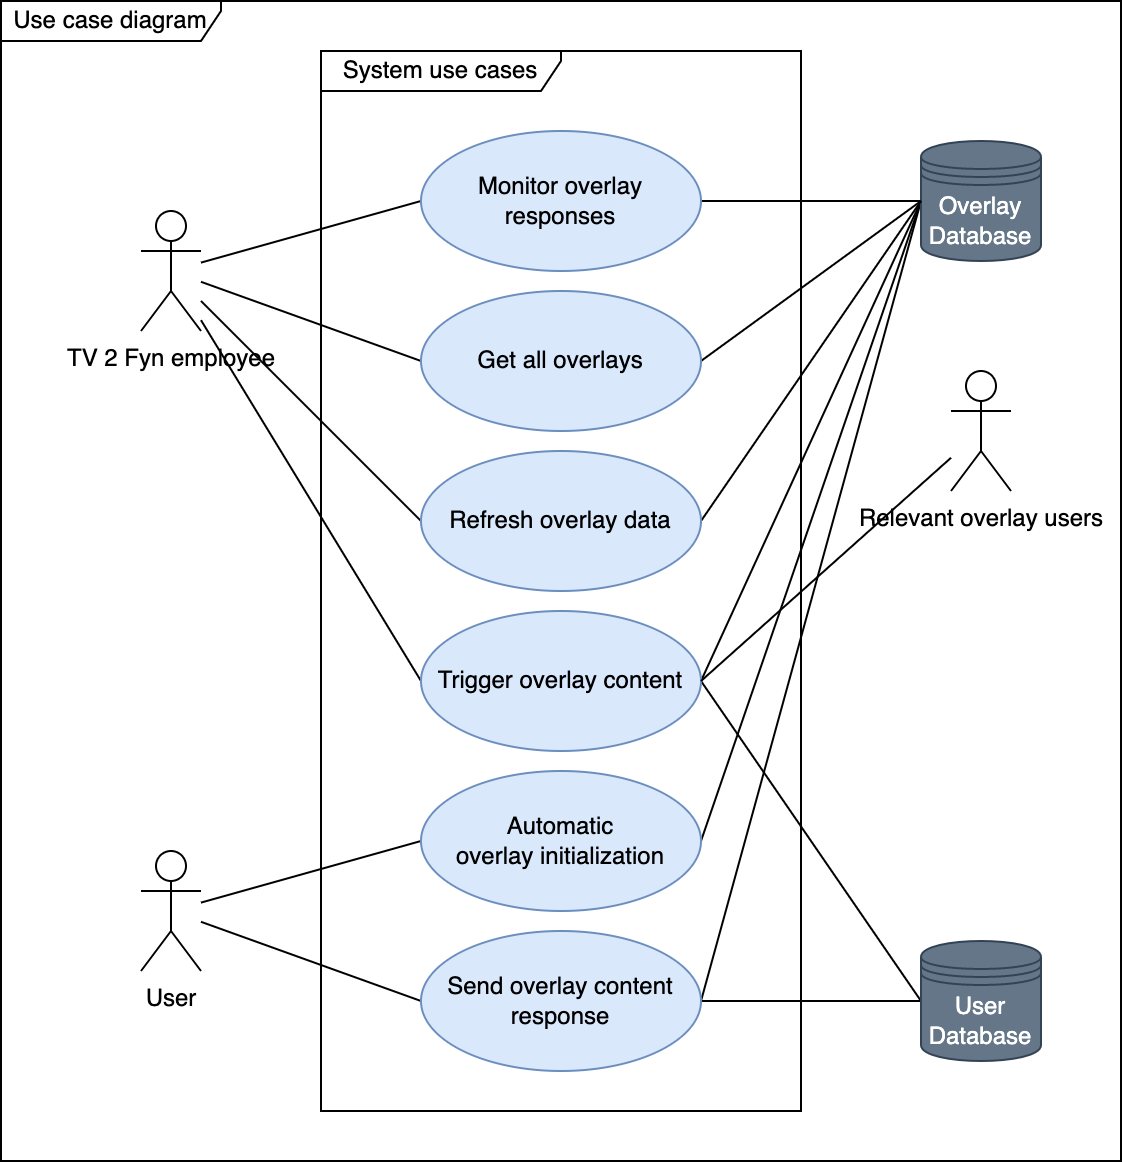 Use case diagram
System use cases
Monitor overlay
responses
Overlay
Database
TV 2 Fyn employee
Get all overlays
Refresh overlay data
Relevant overlay users
Trigger overlay content
Automatic
overlay initialization
User
Send overlay content
response
User
Database